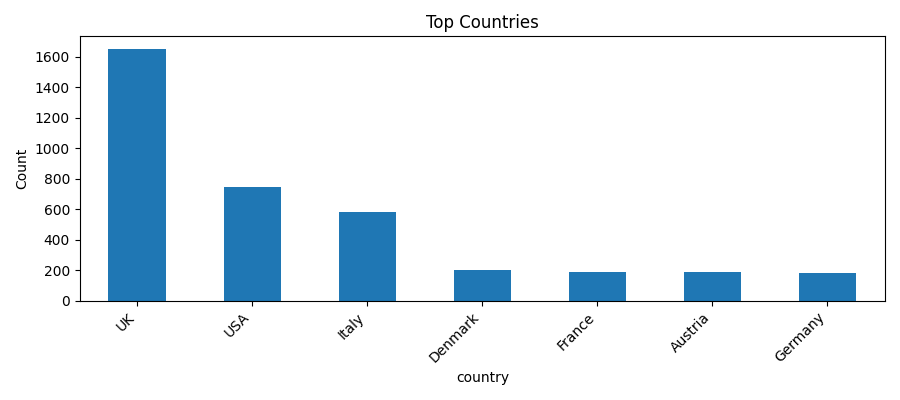 Top Countries
Count
1600
1400
1200
1000
800
600
400
200
0
UK
USA
Italy
Denmark
France
Austria
Germany
country